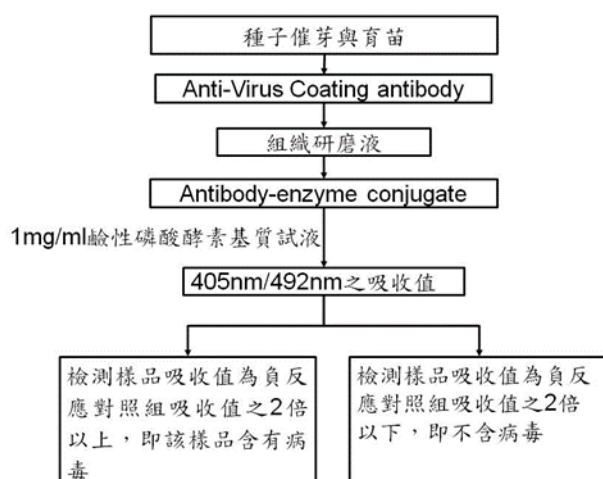 種子催芽與育苗
Anti-Virus Coating antibody
組織研磨液
Antibody-enzyme conjugate
1mg/ml鹼性磷酸酵素基質試液
405nm/492nm之吸收值
檢測樣品吸收值為負反
應對照組吸收值之2倍
以上，即該樣品含有病
毒
檢測樣品吸收值為負反
應對照組吸收值之2倍
以下，即不含病毒